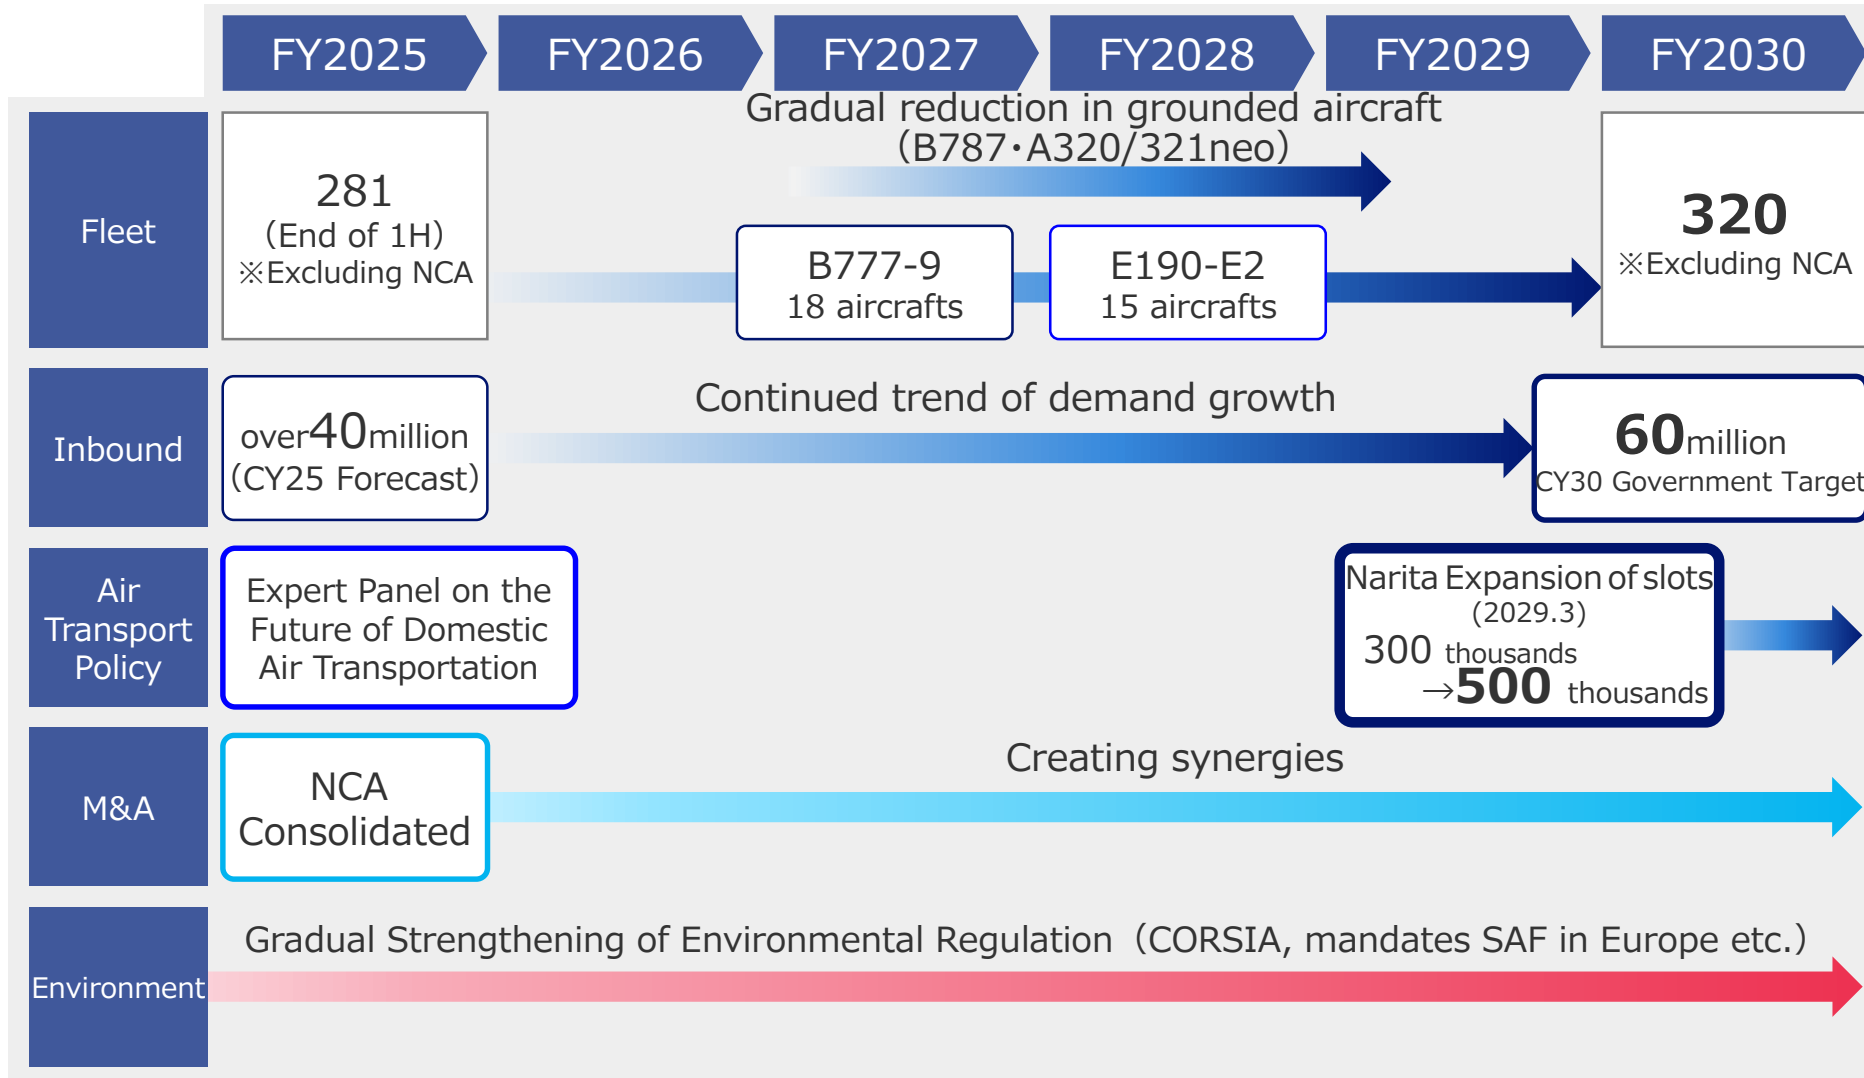 FY2025
FY2026
FY2027
FY2028
FY2029
FY2030
Fleet
281
(End of 1H)
※Excluding NCA
Gradual reduction in grounded aircraft
(B787・A320/321neo)
B777-9
18 aircrafts
E190-E2
15 aircrafts
320
※Excluding NCA
Inbound
over40million
(CY25 Forecast)
Continued trend of demand growth
60million
CY30 Government Target
Air
Transport
Policy
Expert Panel on the
Future of Domestic
Air Transportation
Narita Expansion of slots
(2029.3)
300 thousands
→500 thousands
M&A
NCA
Consolidated
Creating synergies
Environment
Gradual Strengthening of Environmental Regulation（CORSIA, mandates SAF in Europe etc.）